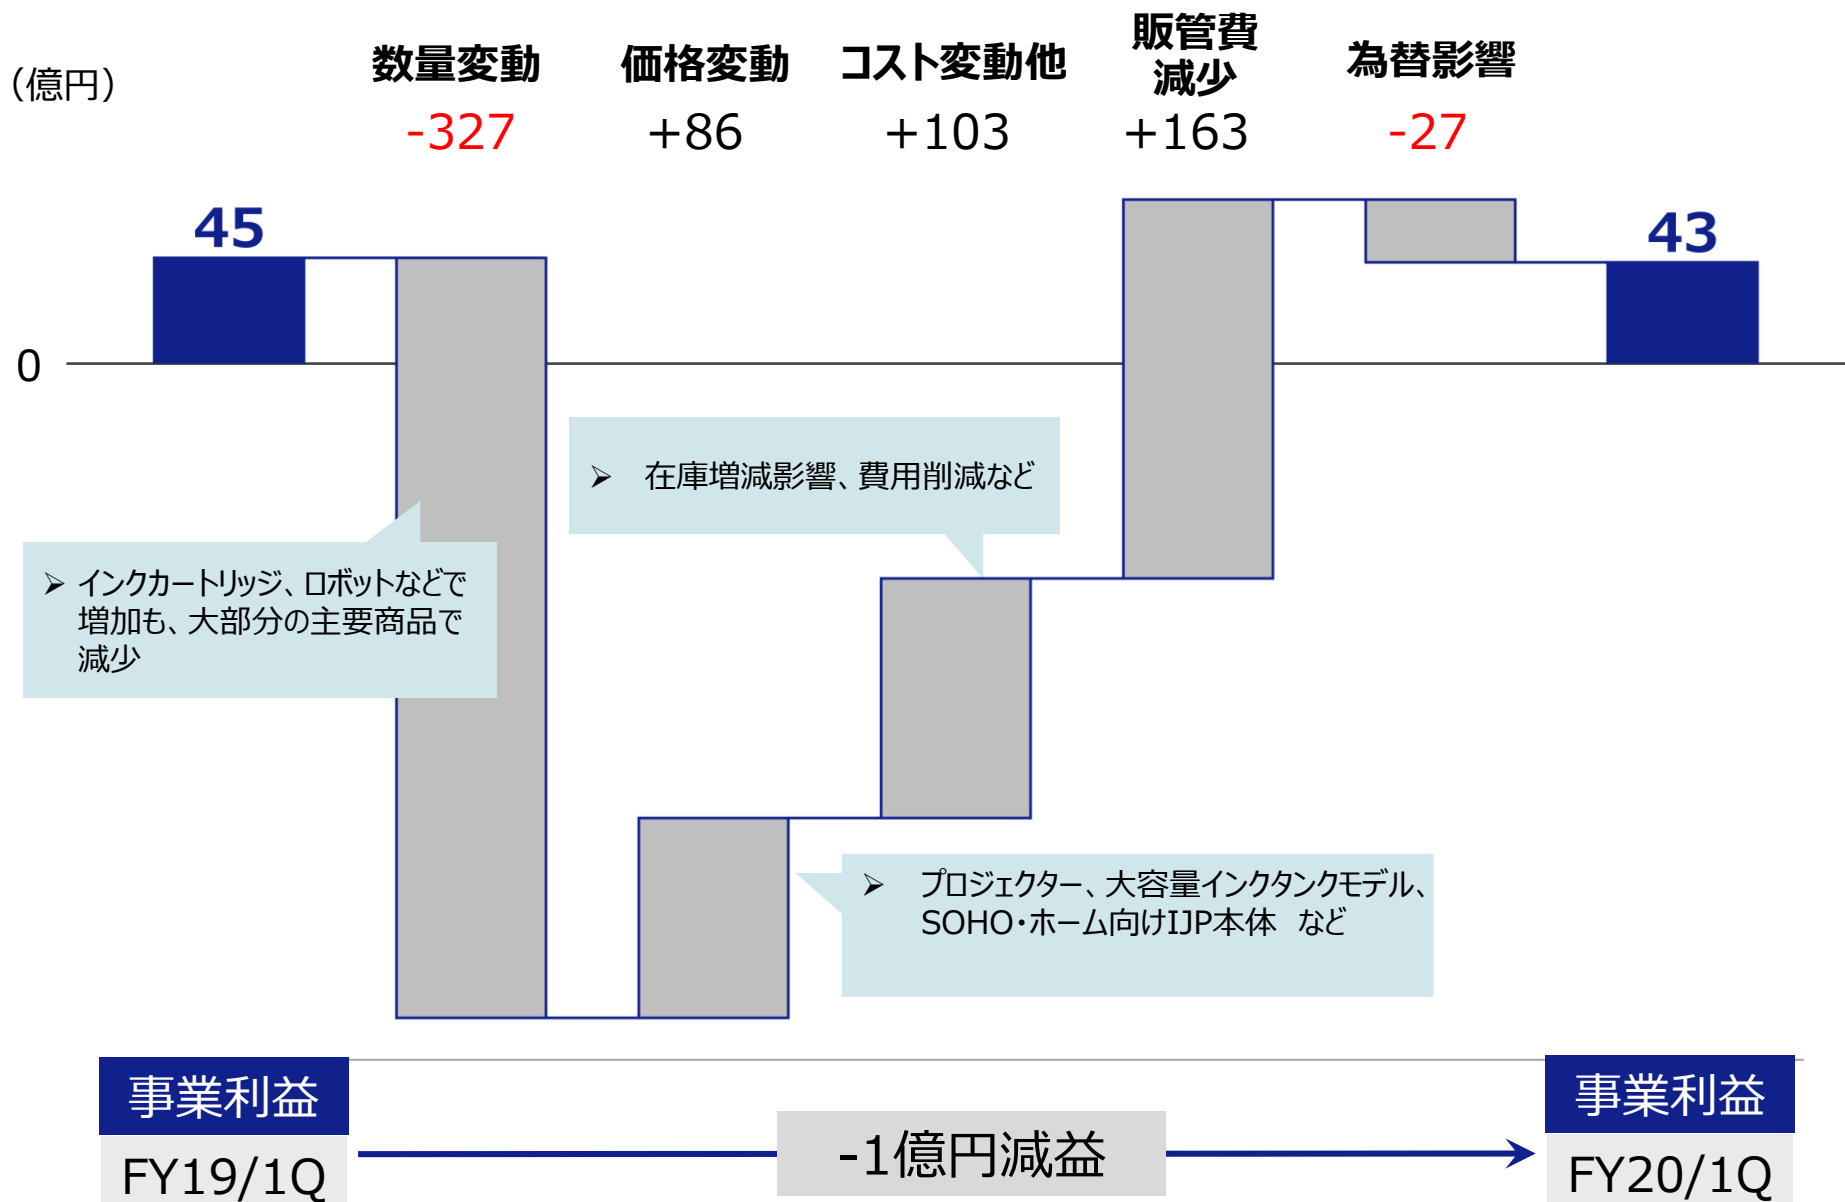 （億円）
数量変動
-327
価格変動
+86
コスト変動他
+103
販管費
減少
+163
為替影響
-27
45
43
0
➢ 在庫増減影響、費用削減など
➢ インクカートリッジ、ロボットなどで
増加も、大部分の主要商品で
減少
➢ プロジェクター、大容量インクタンクモデル、
SOHO・ホーム向けIJP本体　など
事業利益
FY19/1Q
-1億円減益
事業利益
FY20/1Q